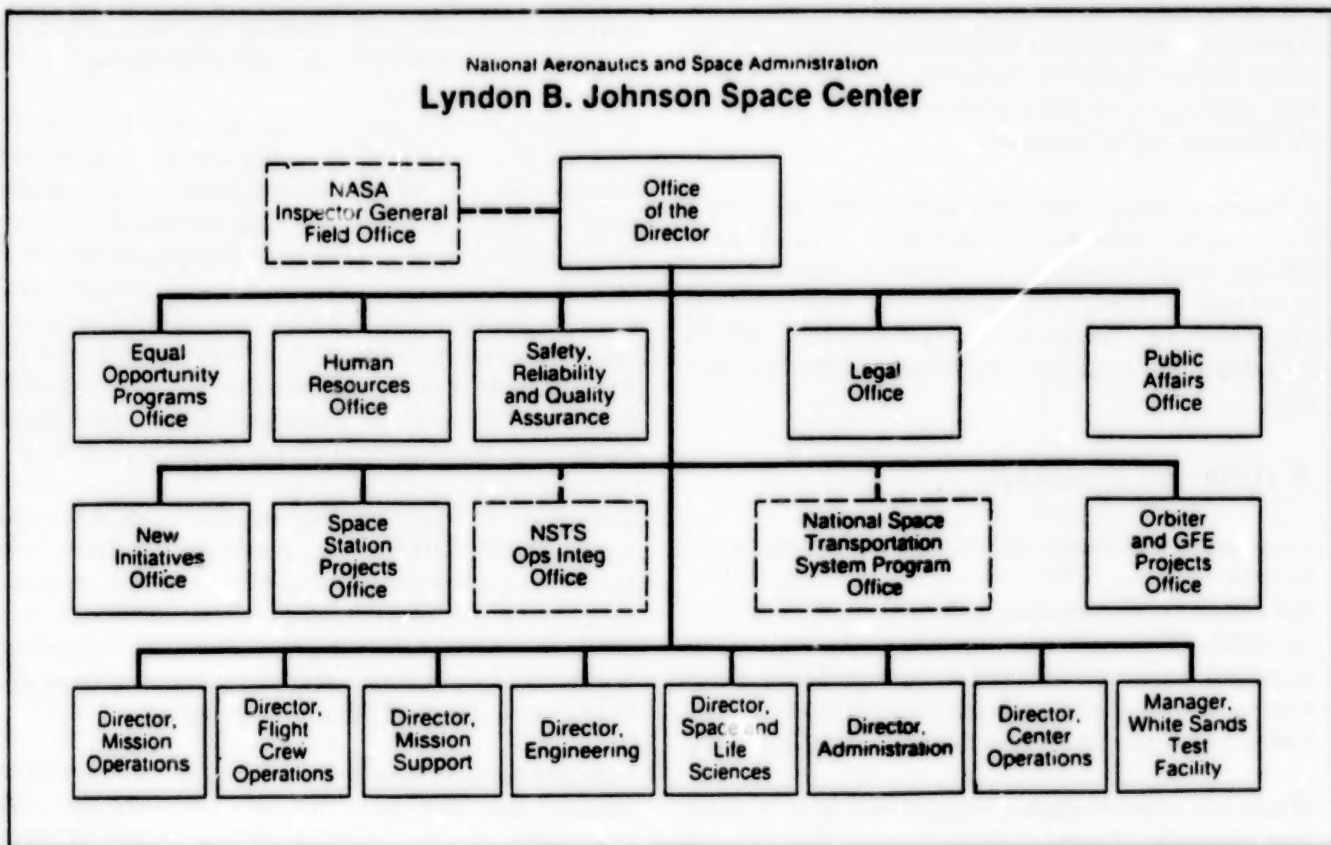 National Aeronautics and Space Administration
Lyndon B. Johnson Space Center
NASA
Inspector General
Field Office
Office
of the
Director
Equal
Opportunity
Programs
Office
Human
Resources
Office
Safety,
Reliability
and Quality
Assurance
Legal
Office
Public
Affairs
Office
New
Initiatives
Office
Space
Station
Projects
Office
NSTS
Ops Integ
Office
National Space
Transportation
System Program
Office
Orbiter
and GFE
Projects
Office
Director,
Mission
Operations
Director,
Flight
Crew
Operations
Director,
Mission
Support
Director,
Engineering
Director,
Space and
Life
Sciences
Director,
Administration
Director,
Center
Operations
Manager,
White Sands
Test
Facility